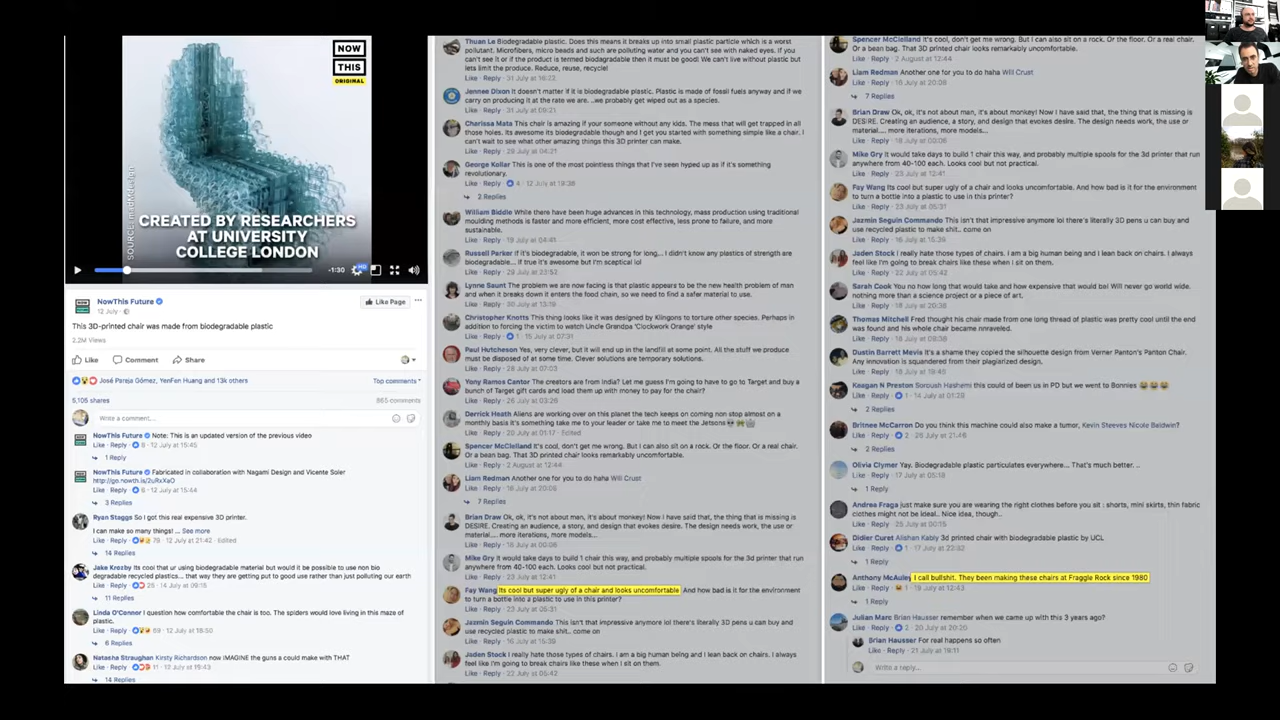 NOW
THIS
ORIGINAL
CREATED BY RESEARCHERS
AT UNIVERSITY
COLLEGE LONDON
-1:30
HD
NowThis Future
12 July
Like Page
This 3D-printed chair was made from biodegradable plastic
2.2M Views
Like
Comment
Share
José Pareja Gómez, YenFen Huang and 13k others
Top comments
5,105 shares
865 comments
Write a comment...
NowThis Future Note: This is an updated version of the previous video
Like · Reply · 8 · 12 July at 15:45
1 Reply
NowThis Future Fabricated in collaboration with Nagami Design and Vicente Soler
http://go.nowth.is/2uRxXaO
Like · Reply · 6 · 12 July at 15:44
3 Replies
Ryan Staggs So I got this real expensive 3D printer.
I can make so many things! ... See more
Like · Reply · 79 · 12 July at 21:42 · Edited
14 Replies
Jake Krozby Its cool that ur using biodegradable material but would it be possible to use non bio
degradable recycled plastics... that way they are getting put to good use rather than just polluting our earth
Like · Reply · 25 · 14 July at 09:15
11 Replies
Linda O'Connor I question how comfortable the chair is too. The spiders would love living in this maze of
plastic.
Like · Reply · 69 · 12 July at 18:50
6 Replies
Natasha Straughan Kirsty Richardson now IMAGINE the guns a could make with THAT
Like · Reply · 11 · 12 July at 19:43
14 Replies
Thuan Le Biodegradable plastic. Does this means it breaks up into small plastic particle which is a worst
pollutant. Microfibers, micro beads and such are polluting water and you can't see with naked eyes. If you
can't see it or if the product is termed biodegradable then it must be good! We can't live without plastic but
lets limit the produce. Reduce, reuse, recycle!
Like · Reply · 31 July at 16:22
Jennee Dixon It doesn't matter if it is biodegradable plastic. Plastic is made of fossil fuels anyway and if we
carry on producing it at the rate we are. ..we probably get wiped out as a species.
Like · Reply · 31 July at 09:21
Charissa Mata This chair is amazing if your someone without any kids. The mess that will get trapped in all
those holes. Its awesome its biodegradable though and I get you started with something simple like a chair. I
can't wait to see what other amazing things this 3D printer can make.
Like · Reply · 29 July at 04:21
George Kollar This is one of the most pointless things that I've seen hyped up as if it's something
revolutionary.
Like · Reply · 4 · 12 July at 19:36
2 Replies
William Biddle While there have been huge advances in this technology, mass production using traditional
moulding methods is faster and more efficient, more cost effective, less prone to failure, and more
sustainable.
Like · Reply · 19 July at 04:41
Russell Parker If it's biodegradable, it won be strong for long,.. I didn't know any plastics of strength are
biodegradable... if true it's awesome but I'm sceptical lol
Like · Reply · 29 July at 23:52
Lynne Saunt The problem we are now facing is that plastic appears to be the new health problem of man
and when it breaks down it enters the food chain, so we need to find a safer material to use.
Like · Reply · 30 July at 13:19
Christopher Knotts This thing looks like it was designed by Klingons to torture other species. Perhaps in
addition to forcing the victim to watch Uncle Grandpa 'Clockwork Orange' style
Like · Reply · 1 · 15 July at 07:31
Paul Hutcheson Yes, very clever, but it will end up in the landfill at some point. All the stuff we produce
must be disposed of at some time. Clever solutions are temporary solutions.
Like · Reply · 28 July at 07:03
Yony Ramos Cantor The creators are from India? Let me guess I'm going to have to go to Target and buy a
bunch of Target gift cards and load them up with money to pay for the chair?
Like · Reply · 26 July at 03:26
Derrick Heath Aliens are working over on this planet the tech keeps on coming non stop almost on a
monthly basis it's something take me to your leader or take me to meet the Jetsons
Like · Reply · 20 July at 01:17 · Edited
Spencer McClelland It's cool, don't get me wrong. But I can also sit on a rock. Or the floor. Or a real chair.
Or a bean bag. That 3D printed chair looks remarkably uncomfortable.
Like · Reply · 2 August at 12:44
Liam Redman Another one for you to do haha Will Crust
Like · Reply · 16 July at 20:08
7 Replies
Brian Draw Ok, ok, it's not about man, it's about monkey! Now I have said that, the thing that is missing is
DESIRE. Creating an audience, a story, and design that evokes desire. The design needs work, the use or
material.... more iterations, more models...
Like · Reply · 18 July at 00:06
Mike Gry It would take days to build 1 chair this way, and probably multiple spools for the 3d printer that run
anywhere from 40-100 each. Looks cool but not practical.
Like · Reply · 23 July at 12:41
Fay Wang Its cool but super ugly of a chair and looks uncomfortable And how bad is it for the environment
to turn a bottle into a plastic to use in this printer?
Like · Reply · 23 July at 05:31
Jazmin Seguin Commando This isn't that impressive anymore lol there's literally 3D pens u can buy and
use recycled plastic to make shit.. come on
Like · Reply · 16 July at 15:39
Jaden Stock I really hate those types of chairs. I am a big human being and I lean back on chairs. I always
feel like I'm going to break chairs like these when I sit on them.
Like · Reply · 22 July at 05:42
Spencer McClelland It's cool, don't get me wrong. But I can also sit on a rock. Or the floor. Or a real chair.
Or a bean bag. That 3D printed chair looks remarkably uncomfortable.
Like · Reply · 2 August at 12:44
Liam Redman Another one for you to do haha Will Crust
Like · Reply · 16 July at 20:08
7 Replies
Brian Draw Ok, ok, it's not about man, it's about monkey! Now I have said that, the thing that is missing is
DESIRE. Creating an audience, a story, and design that evokes desire. The design needs work, the use or
material.... more iterations, more models...
Like · Reply · 18 July at 00:06
Mike Gry It would take days to build 1 chair this way, and probably multiple spools for the 3d printer that run
anywhere from 40-100 each. Looks cool but not practical.
Like · Reply · 23 July at 12:41
Fay Wang Its cool but super ugly of a chair and looks uncomfortable. And how bad is it for the environment
to turn a bottle into a plastic to use in this printer?
Like · Reply · 23 July at 05:31
Jazmin Seguin Commando This isn't that impressive anymore lol there's literally 3D pens u can buy and
use recycled plastic to make shit.. come on
Like · Reply · 16 July at 15:39
Jaden Stock I really hate those types of chairs. I am a big human being and I lean back on chairs. I always
feel like I'm going to break chairs like these when I sit on them.
Like · Reply · 22 July at 05:42
Sarah Cook You no how long that would take and how expensive that would ba! Will never go world wide.
nothing more than a science project or a piece of art.
Like · Reply · 16 July at 20:38
Thomas Mitchell Fred thought his chair made from one long thread of plastic was pretty cool until the end
was found and his whole chair became unraveled.
Like · Reply · 18 July at 09:38
Dustin Barrett Mevis It's a shame they copied the silhouette design from Verner Panton's Panton Chair.
Any innovation is squandered from their plagiarized design.
Like · Reply · 15 July at 19:45
Keegan N Preston Soroush Hashemi this could of been us in PD but we went to Bonnies
Like · Reply · 1 · 14 July at 01:28
2 Replies
Britnee McCarron Do you think this machine could also make a tumor, Kevin Steeves Nicole Baldwin?
Like · Reply · 2 · 26 July at 21:46
2 Replies
Olivia Clymer Yay. Biodegradable plastic particulates everywhere... That's much better. ..
Like · Reply · 17 July at 05:18
1 Reply
Andrea Fraga just make sure you are wearing the right clothes before you sit : shorts, mini skirts, thin fabric
clothes might not be ideal.. Nice idea, though..
Like · Reply · 25 July at 00:15
Didier Curet Alishan Kably 3d printed chair with biodegradable plastic by UCL
Like · Reply · 1 · 17 July at 22:32
1 Reply
Anthony McAuley I call bullshit. They been making these chairs at Fraggle Rock since 1980
Like · Reply · 1 · 19 July at 12:43
1 Reply
Julian Marc Brian Hausser remember when we came up with this 3 years ago?
Like · Reply · 2 · 20 July at 20:20
Brian Hausser For real happens so often
Like · Reply · 21 July at 19:11
Write a reply...